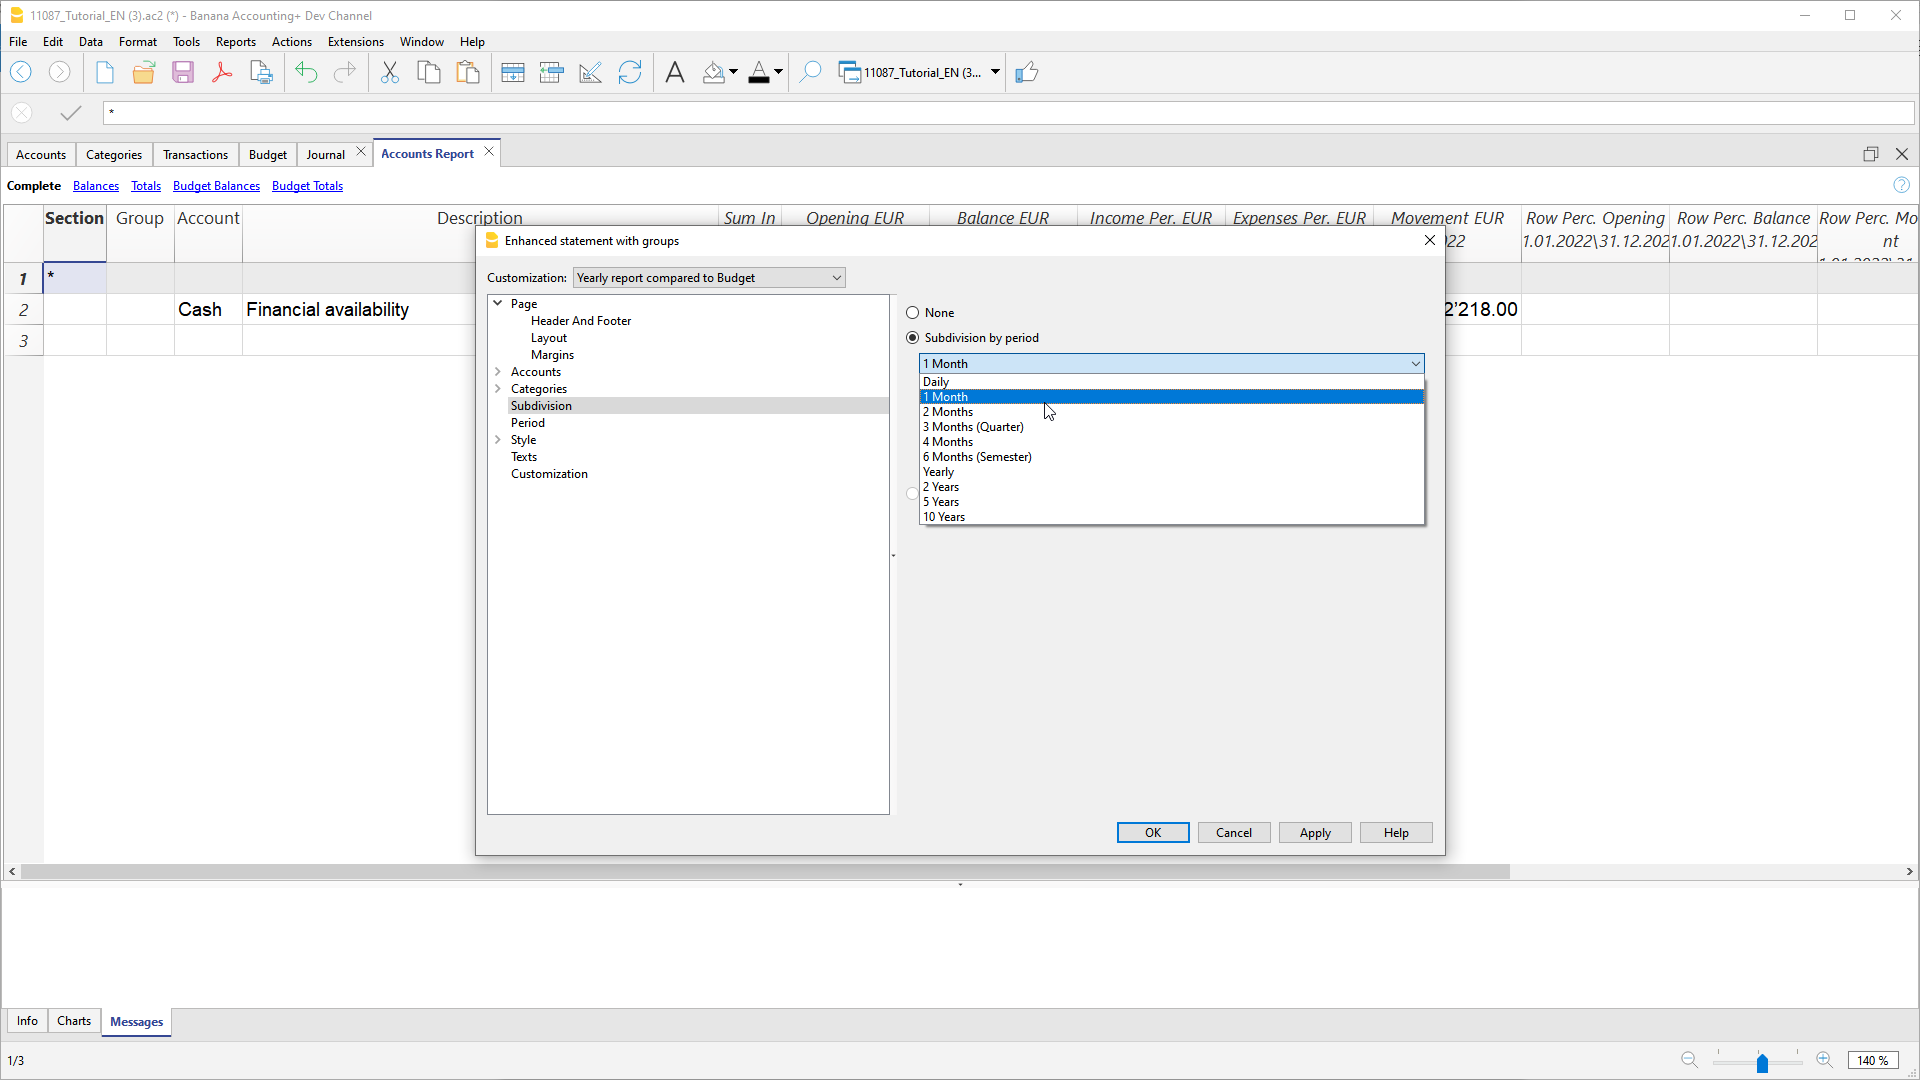 11087_Tutorial_EN (3).ac2 (*) - Banana Accounting+ Dev Channel
File Edit Data Format Tools Reports Actions Extensions Window Help
11087_Tutorial_EN (3...
*
Accounts Categories Transactions Budget Journal Accounts Report
Complete Balances Totals Budget Balances Budget Totals
Section Group Account Description Sum In Opening EUR Balance EUR Income Per. EUR Expenses Per. EUR Movement EUR Row Perc. Opening Row Perc. Balance Row Perc. Mo
22 1.01.2022\31.12.202 1.01.2022\31.12.202 nt
1 *
2 Cash Financial availability 2’218.00
3
Enhanced statement with groups
Customization: Yearly report compared to Budget
Page
Header And Footer
Layout
Margins
Accounts
Categories
Subdivision
Period
Style
Texts
Customization
None
Subdivision by period
1 Month
Daily
1 Month
2 Months
3 Months (Quarter)
4 Months
6 Months (Semester)
Yearly
2 Years
5 Years
10 Years
OK Cancel Apply Help
Info Charts Messages
1/3
140 %